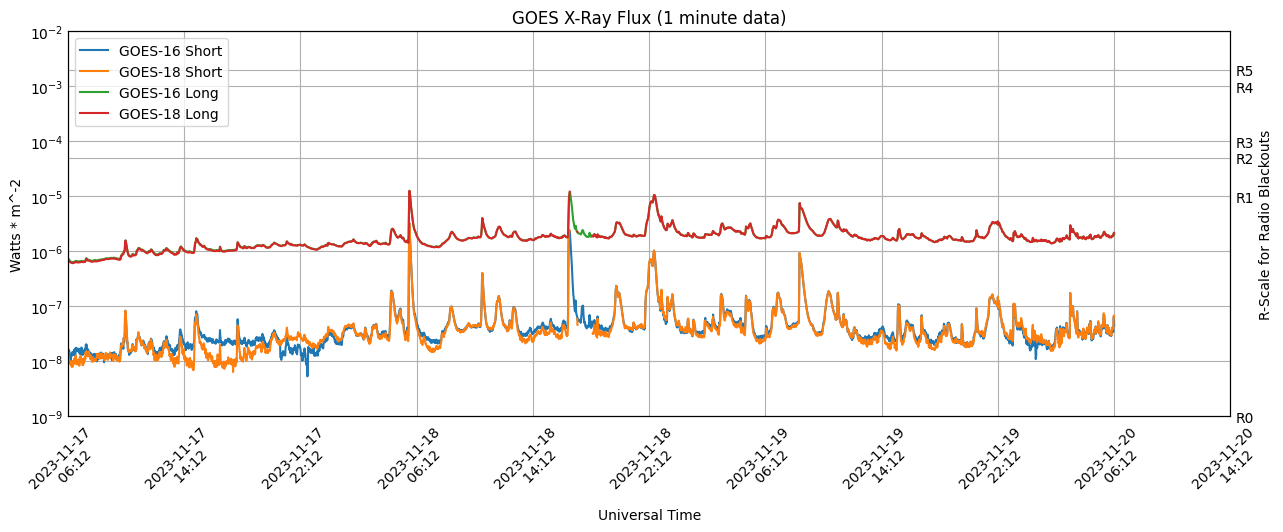 GOES X-Ray Flux (1 minute data)
GOES-16 Short
GOES-18 Short
GOES-16 Long
GOES-18 Long
Watts * m^-2
10⁻²
10⁻³
10⁻⁴
10⁻⁵
10⁻⁶
10⁻⁷
10⁻⁸
10⁻⁹
R5
R4
R3
R2
R1
R0
R-Scale for Radio Blackouts
2023-11-17
06:12
2023-11-17
14:12
2023-11-17
22:12
2023-11-18
06:12
2023-11-18
14:12
2023-11-18
22:12
2023-11-19
06:12
2023-11-19
14:12
2023-11-19
22:12
2023-11-20
06:12
2023-11-20
14:12
Universal Time